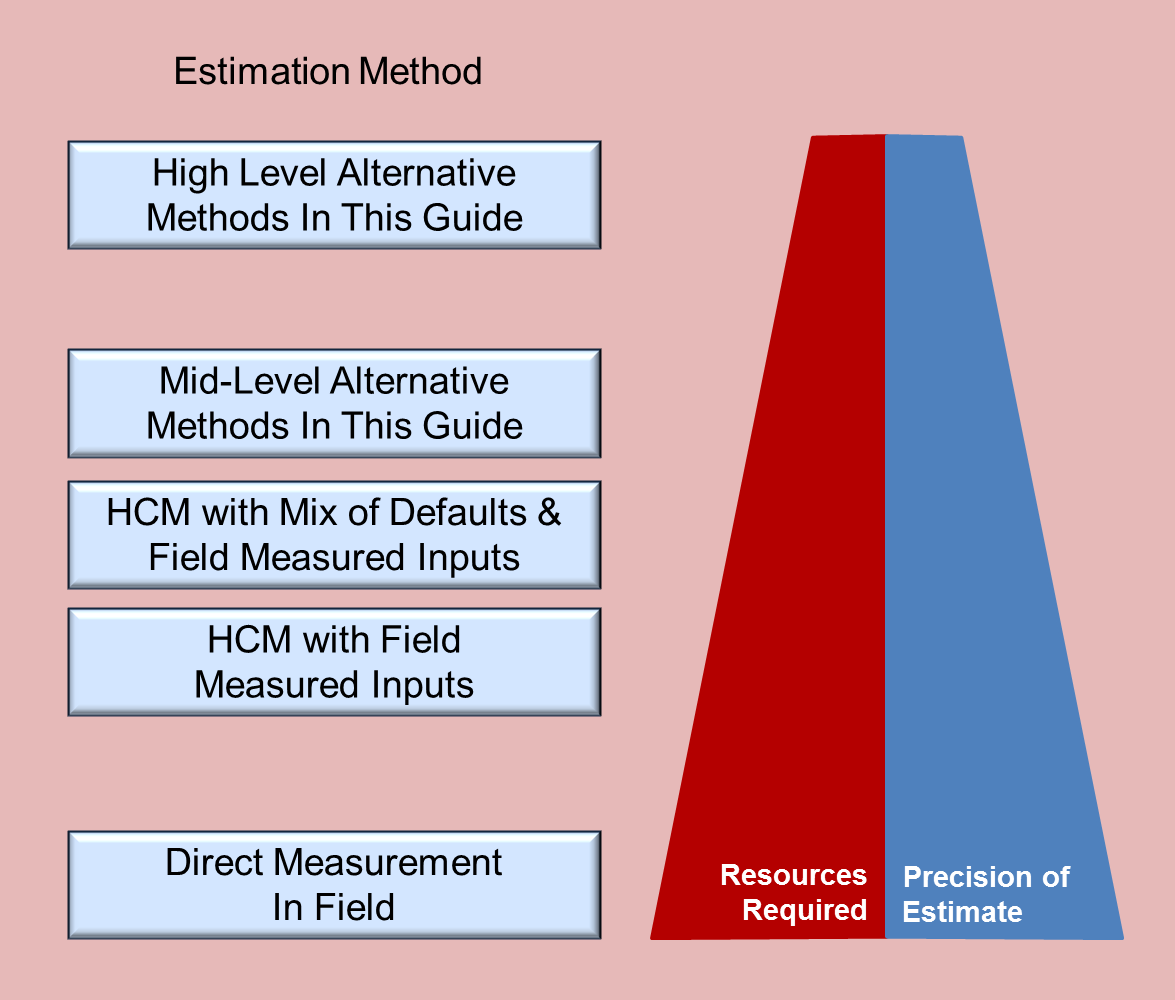 Estimation Method
High Level Alternative
Methods In This Guide
Mid-Level Alternative
Methods In This Guide
HCM with Mix of Defaults &
Field Measured Inputs
HCM with Field
Measured Inputs
Direct Measurement
In Field
Resources
Required
Precision of
Estimate